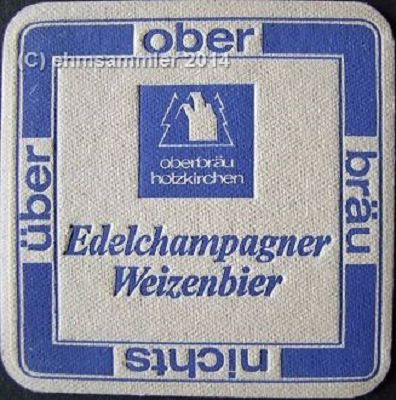 ober
(C) ehmsammler 2014
oberbräu
holzkirchen
über
bräu
Edelchampagner
Weizenbier
nichts